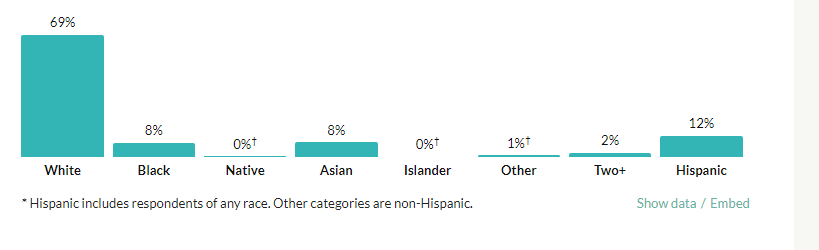 69%
8%
0%†
8%
0%†
1%†
2%
12%
White Black Native Asian Islander Other Two+ Hispanic
* Hispanic includes respondents of any race. Other categories are non-Hispanic.
Show data / Embed